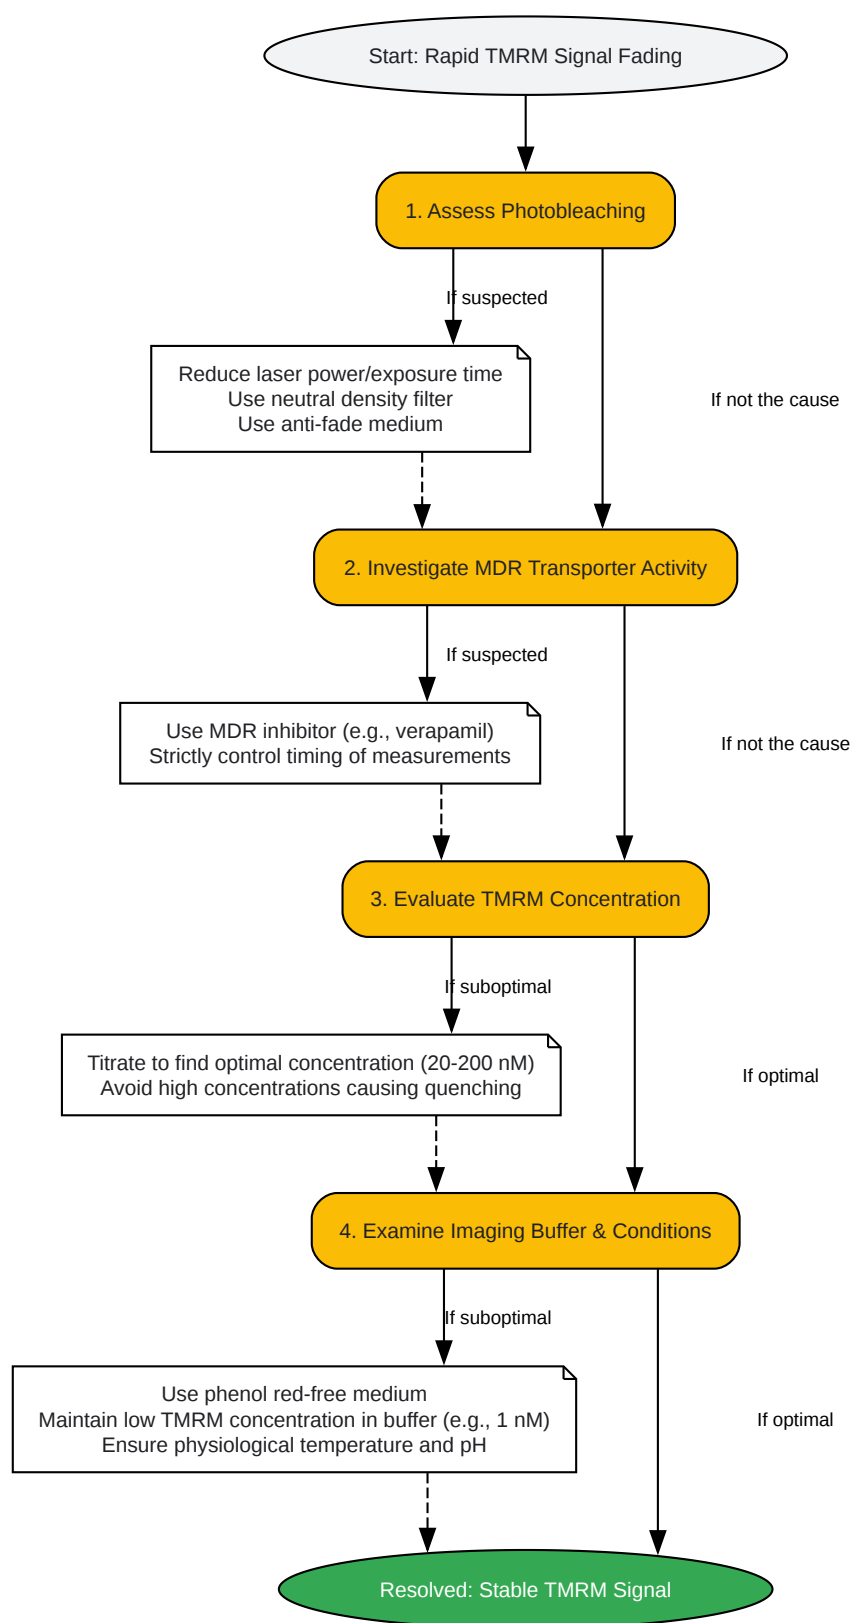 Start: Rapid TMRM Signal Fading
1. Assess Photobleaching
If suspected
Reduce laser power/exposure time
Use neutral density filter
Use anti-fade medium
If not the cause
2. Investigate MDR Transporter Activity
If suspected
Use MDR inhibitor (e.g., verapamil)
Strictly control timing of measurements
If not the cause
3. Evaluate TMRM Concentration
If suboptimal
Titrate to find optimal concentration (20-200 nM)
Avoid high concentrations causing quenching
If optimal
4. Examine Imaging Buffer & Conditions
If suboptimal
Use phenol red-free medium
Maintain low TMRM concentration in buffer (e.g., 1 nM)
Ensure physiological temperature and pH
If optimal
Resolved: Stable TMRM Signal